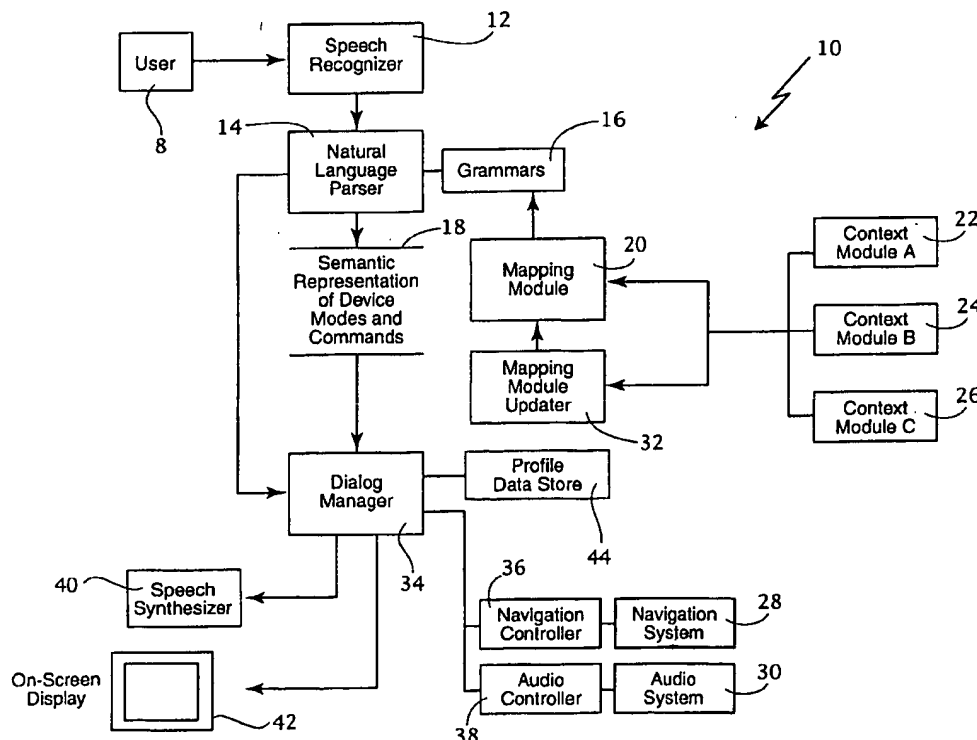 12
Speech
Recognizer
User
8
10
14
Natural
Language
Parser
16
Grammars
18
Semantic
Representation
of Device
Modes and
Commands
20
Mapping
Module
22
Context
Module A
24
Context
Module B
26
Context
Module C
Mapping
Module
Updater
32
Dialog
Manager
34
Profile
Data Store
44
40
Speech
Synthesizer
36
Navigation
Controller
Navigation
System
28
On-Screen
Display
42
Audio
Controller
38
Audio
System
30